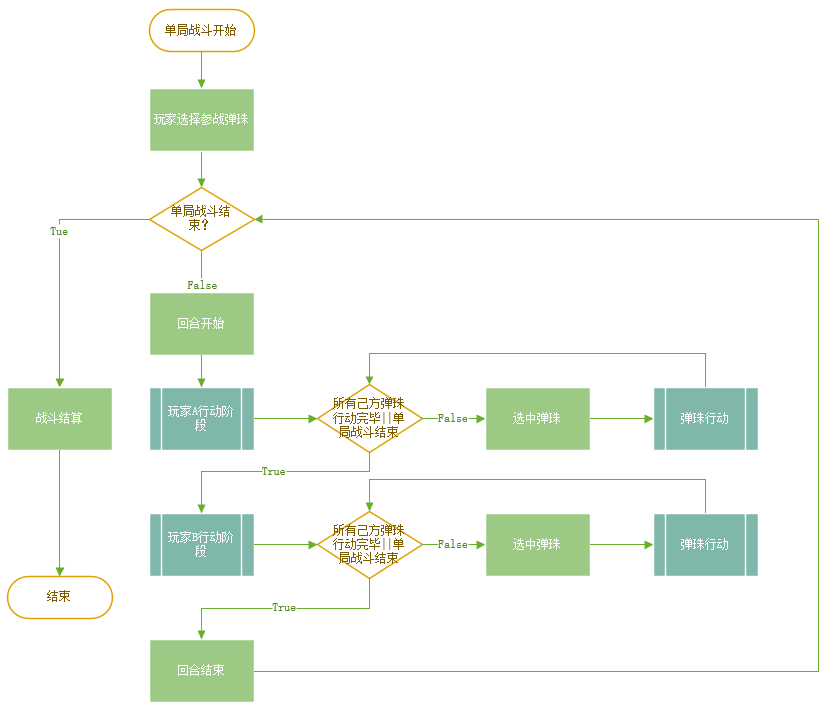 单局战斗开始
玩家选择参战弹珠
单局战斗结
束？
Tue
False
回合开始
战斗结算
玩家A行动阶
段
所有己方弹珠
行动完毕||单
局战斗结束
False
选中弹珠
弹珠行动
True
玩家B行动阶
段
所有己方弹珠
行动完毕||单
局战斗结束
False
选中弹珠
弹珠行动
结束
True
回合结束